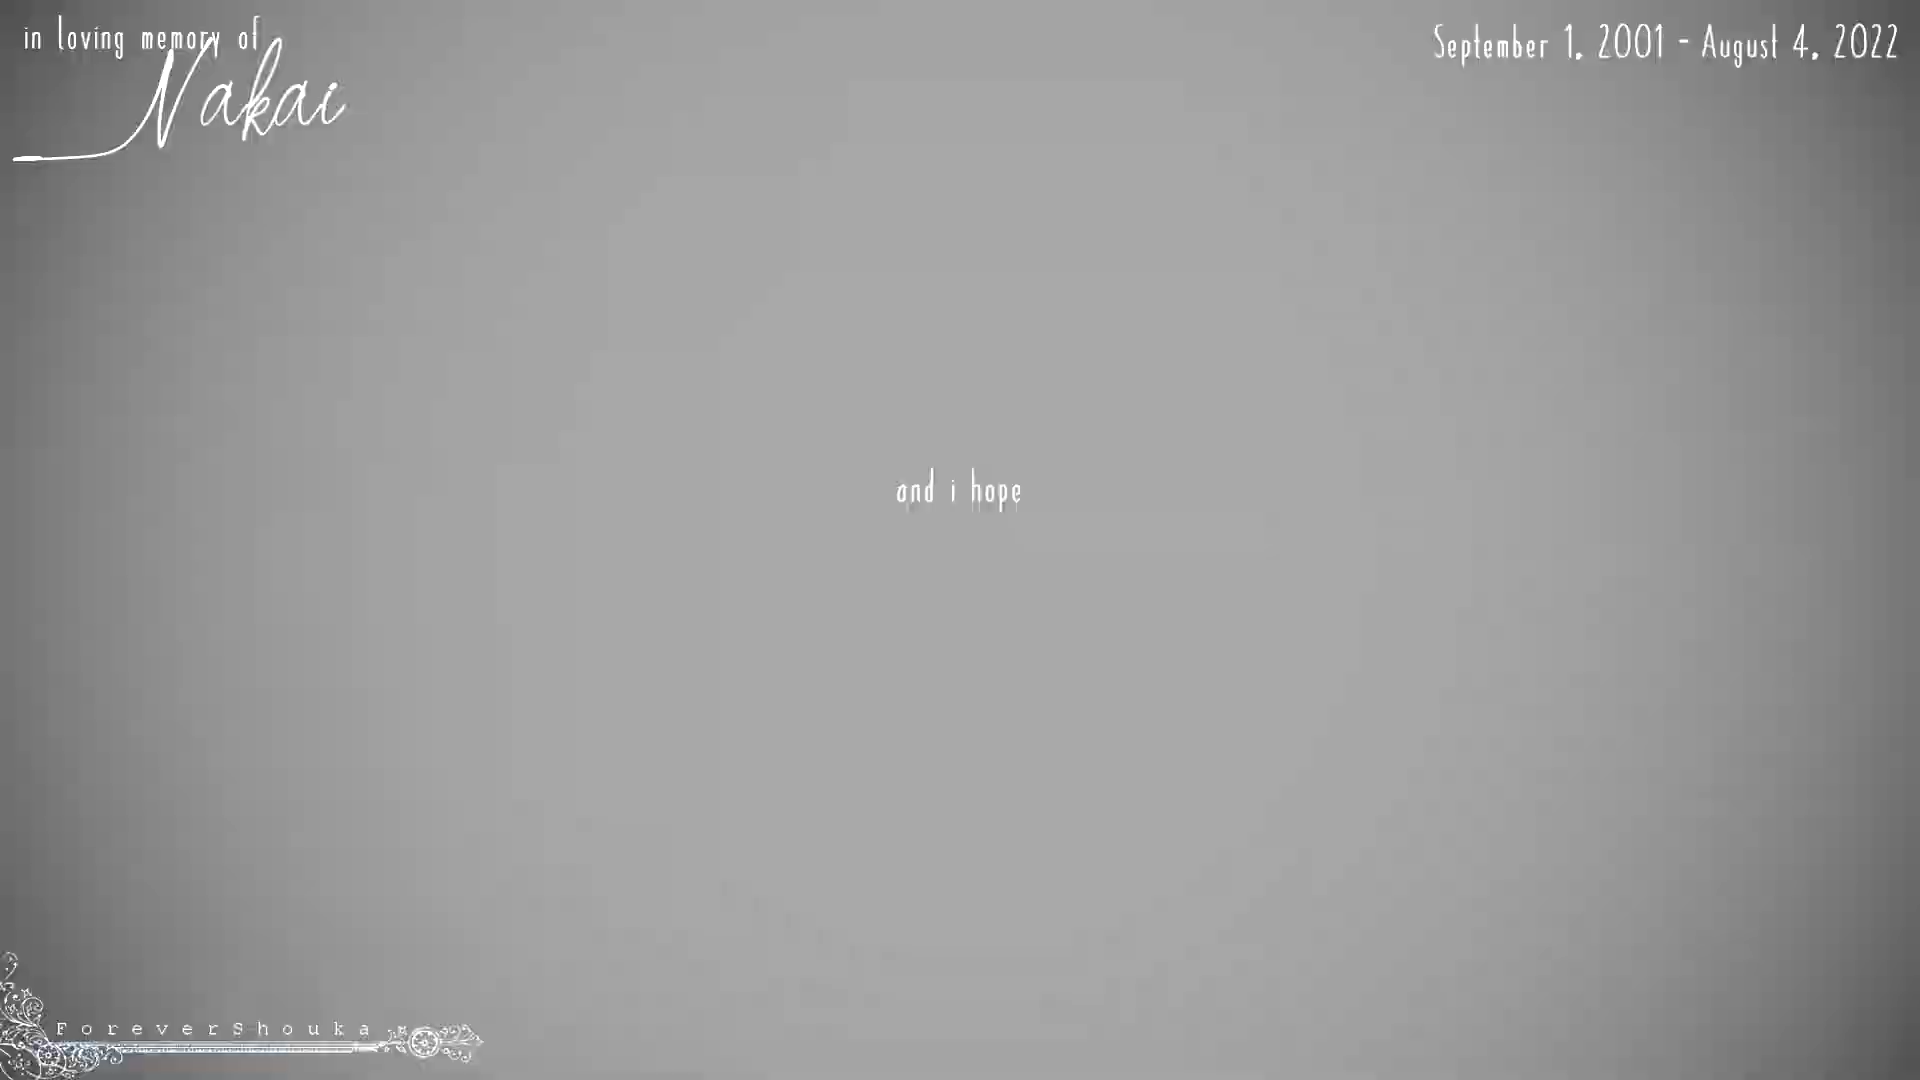 in loving memory of
Nakai
September 1, 2001 - August 4, 2022
and i hope
ForeverShouka